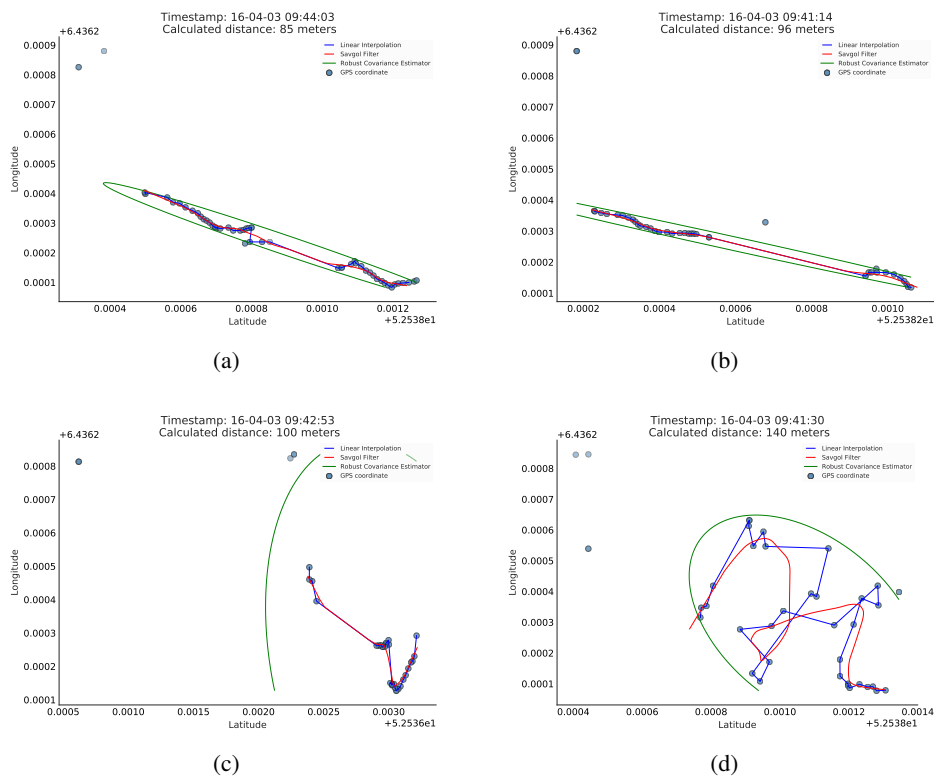 Timestamp: 16-04-03 09:44:03
Calculated distance: 85 meters
+6.4362
Linear Interpolation
Savgol Filter
Robust Covariance Estimator
GPS coordinate
Longitude
0.0009
0.0008
0.0007
0.0006
0.0005
0.0004
0.0003
0.0002
0.0001
0.0004 0.0006 0.0008 0.0010 0.0012
Latitude
+5.2538e1
(a)
Timestamp: 16-04-03 09:41:14
Calculated distance: 96 meters
+6.4362
Linear Interpolation
Savgol Filter
Robust Covariance Estimator
GPS coordinate
Longitude
0.0009
0.0008
0.0007
0.0006
0.0005
0.0004
0.0003
0.0002
0.0001
0.0002 0.0004 0.0006 0.0008 0.0010
Latitude
+5.25382e1
(b)
Timestamp: 16-04-03 09:42:53
Calculated distance: 100 meters
+6.4362
Linear Interpolation
Savgol Filter
Robust Covariance Estimator
GPS coordinate
Longitude
0.0008
0.0007
0.0006
0.0005
0.0004
0.0003
0.0002
0.0001
0.0005 0.0010 0.0015 0.0020 0.0025 0.0030
Latitude
+5.2536e1
(c)
Timestamp: 16-04-03 09:41:30
Calculated distance: 140 meters
+6.4362
Linear Interpolation
Savgol Filter
Robust Covariance Estimator
GPS coordinate
Longitude
0.0008
0.0007
0.0006
0.0005
0.0004
0.0003
0.0002
0.0001
0.0004 0.0006 0.0008 0.0010 0.0012 0.0014
Latitude
+5.2538e1
(d)